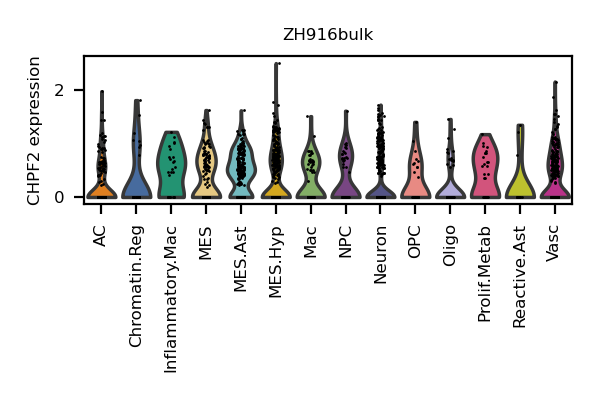 ZH916bulk
CHPF2 expression
2
0
AC
Chromatin.Reg
Inflammatory.Mac
MES
MES.Ast
MES.Hyp
Mac
NPC
Neuron
OPC
Oligo
Prolif.Metab
Reactive.Ast
Vasc